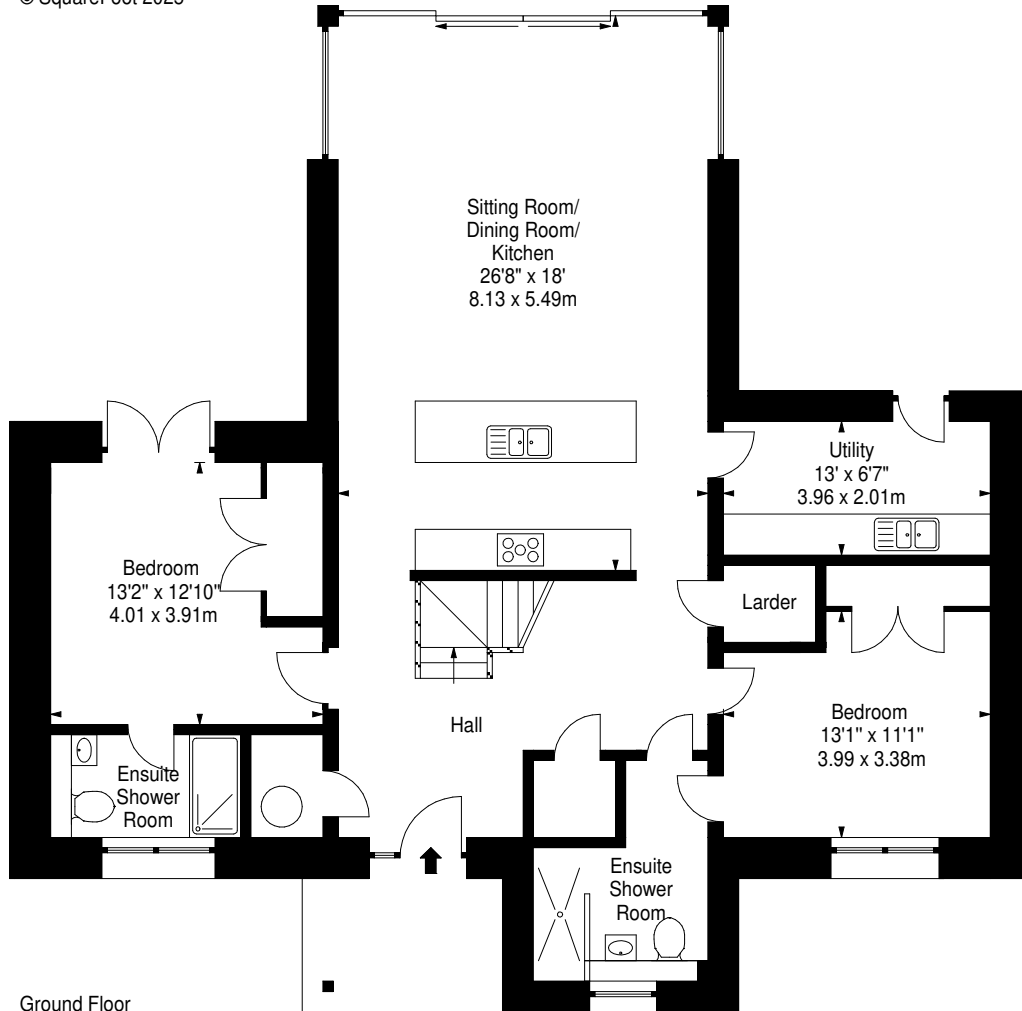 © SquareFoot 2025
Sitting Room/
Dining Room/
Kitchen
26'8" x 18'
8.13 x 5.49m
Utility
13' x 6'7"
3.96 x 2.01m
Bedroom
13'2" x 12'10"
4.01 x 3.91m
Larder
Hall
Bedroom
13'1" x 11'1"
3.99 x 3.38m
Ensuite
Shower
Room
Ensuite
Shower
Room
Ground Floor